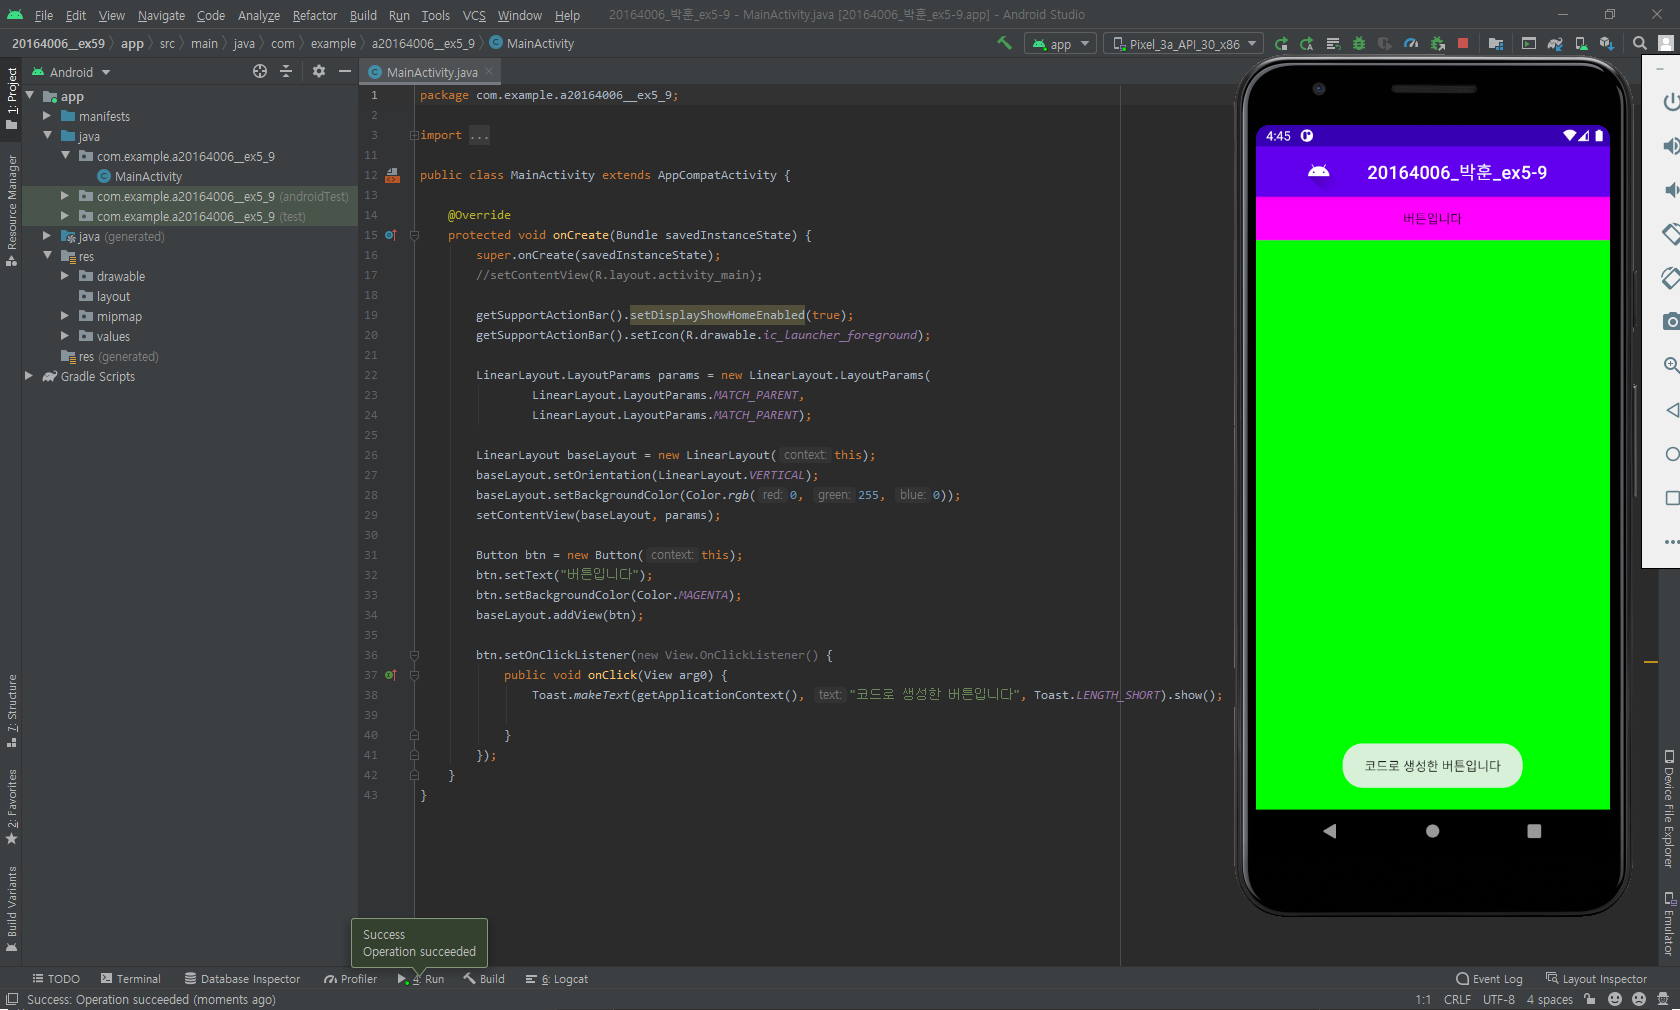 File Edit View Navigate Code Analyze Refactor Build Run Tools VCS Window Help 20164006_박훈_ex5-9 - MainActivity.java [20164006_박훈_ex5-9.app] - Android Studio
20164006__ex59 app src main java com example a20164006__ex5_9 MainActivity app Pixel_3a_API_30_x86
Android MainActivity.java
1: Project
Resource Manager
7: Structure
2: Favorites
Build Variants
app
manifests
java
com.example.a20164006__ex5_9
MainActivity
com.example.a20164006__ex5_9 (androidTest)
com.example.a20164006__ex5_9 (test)
java (generated)
res
drawable
layout
mipmap
values
res (generated)
Gradle Scripts
1 package com.example.a20164006__ex5_9;
2
3 import ...
11
12 public class MainActivity extends AppCompatActivity {
13
14 @Override
15 protected void onCreate(Bundle savedInstanceState) {
16 super.onCreate(savedInstanceState);
17 //setContentView(R.layout.activity_main);
18
19 getSupportActionBar().setDisplayShowHomeEnabled(true);
20 getSupportActionBar().setIcon(R.drawable.ic_launcher_foreground);
21
22 LinearLayout.LayoutParams params = new LinearLayout.LayoutParams(
23 LinearLayout.LayoutParams.MATCH_PARENT,
24 LinearLayout.LayoutParams.MATCH_PARENT);
25
26 LinearLayout baseLayout = new LinearLayout( context: this);
27 baseLayout.setOrientation(LinearLayout.VERTICAL);
28 baseLayout.setBackgroundColor(Color.rgb( red: 0, green: 255, blue: 0));
29 setContentView(baseLayout, params);
30
31 Button btn = new Button( context: this);
32 btn.setText("버튼입니다");
33 btn.setBackgroundColor(Color.MAGENTA);
34 baseLayout.addView(btn);
35
36 btn.setOnClickListener(new View.OnClickListener() {
37 public void onClick(View arg0) {
38 Toast.makeText(getApplicationContext(), text: "코드로 생성한 버튼입니다", Toast.LENGTH_SHORT).show();
39
40 }
41 });
42 }
43 }
4:45
20164006_박훈_ex5-9
버튼입니다
코드로 생성한 버튼입니다
Device File Explorer
Emulator
Success
Operation succeeded
TODO Terminal Database Inspector Profiler 4: Run Build 6: Logcat Event Log Layout Inspector
Success: Operation succeeded (moments ago) 1:1 CRLF UTF-8 4 spaces